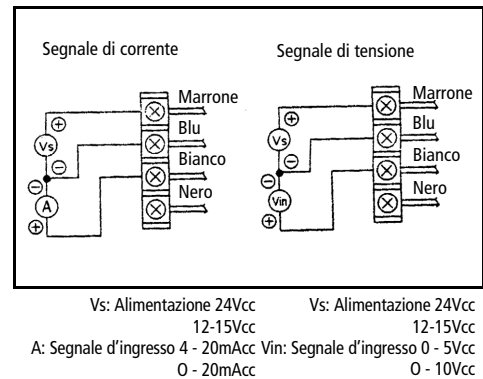 Segnale di corrente
Marrone
Blu
Bianco
Nero
Vs
A
Segnale di tensione
Marrone
Blu
Bianco
Nero
Vs
Vin
Vs: Alimentazione 24Vcc
12-15Vcc
A: Segnale d'ingresso 4 - 20mAcc
O - 20mAcc
Vs: Alimentazione 24Vcc
12-15Vcc
Vin: Segnale d'ingresso 0 - 5Vcc
O - 10Vcc